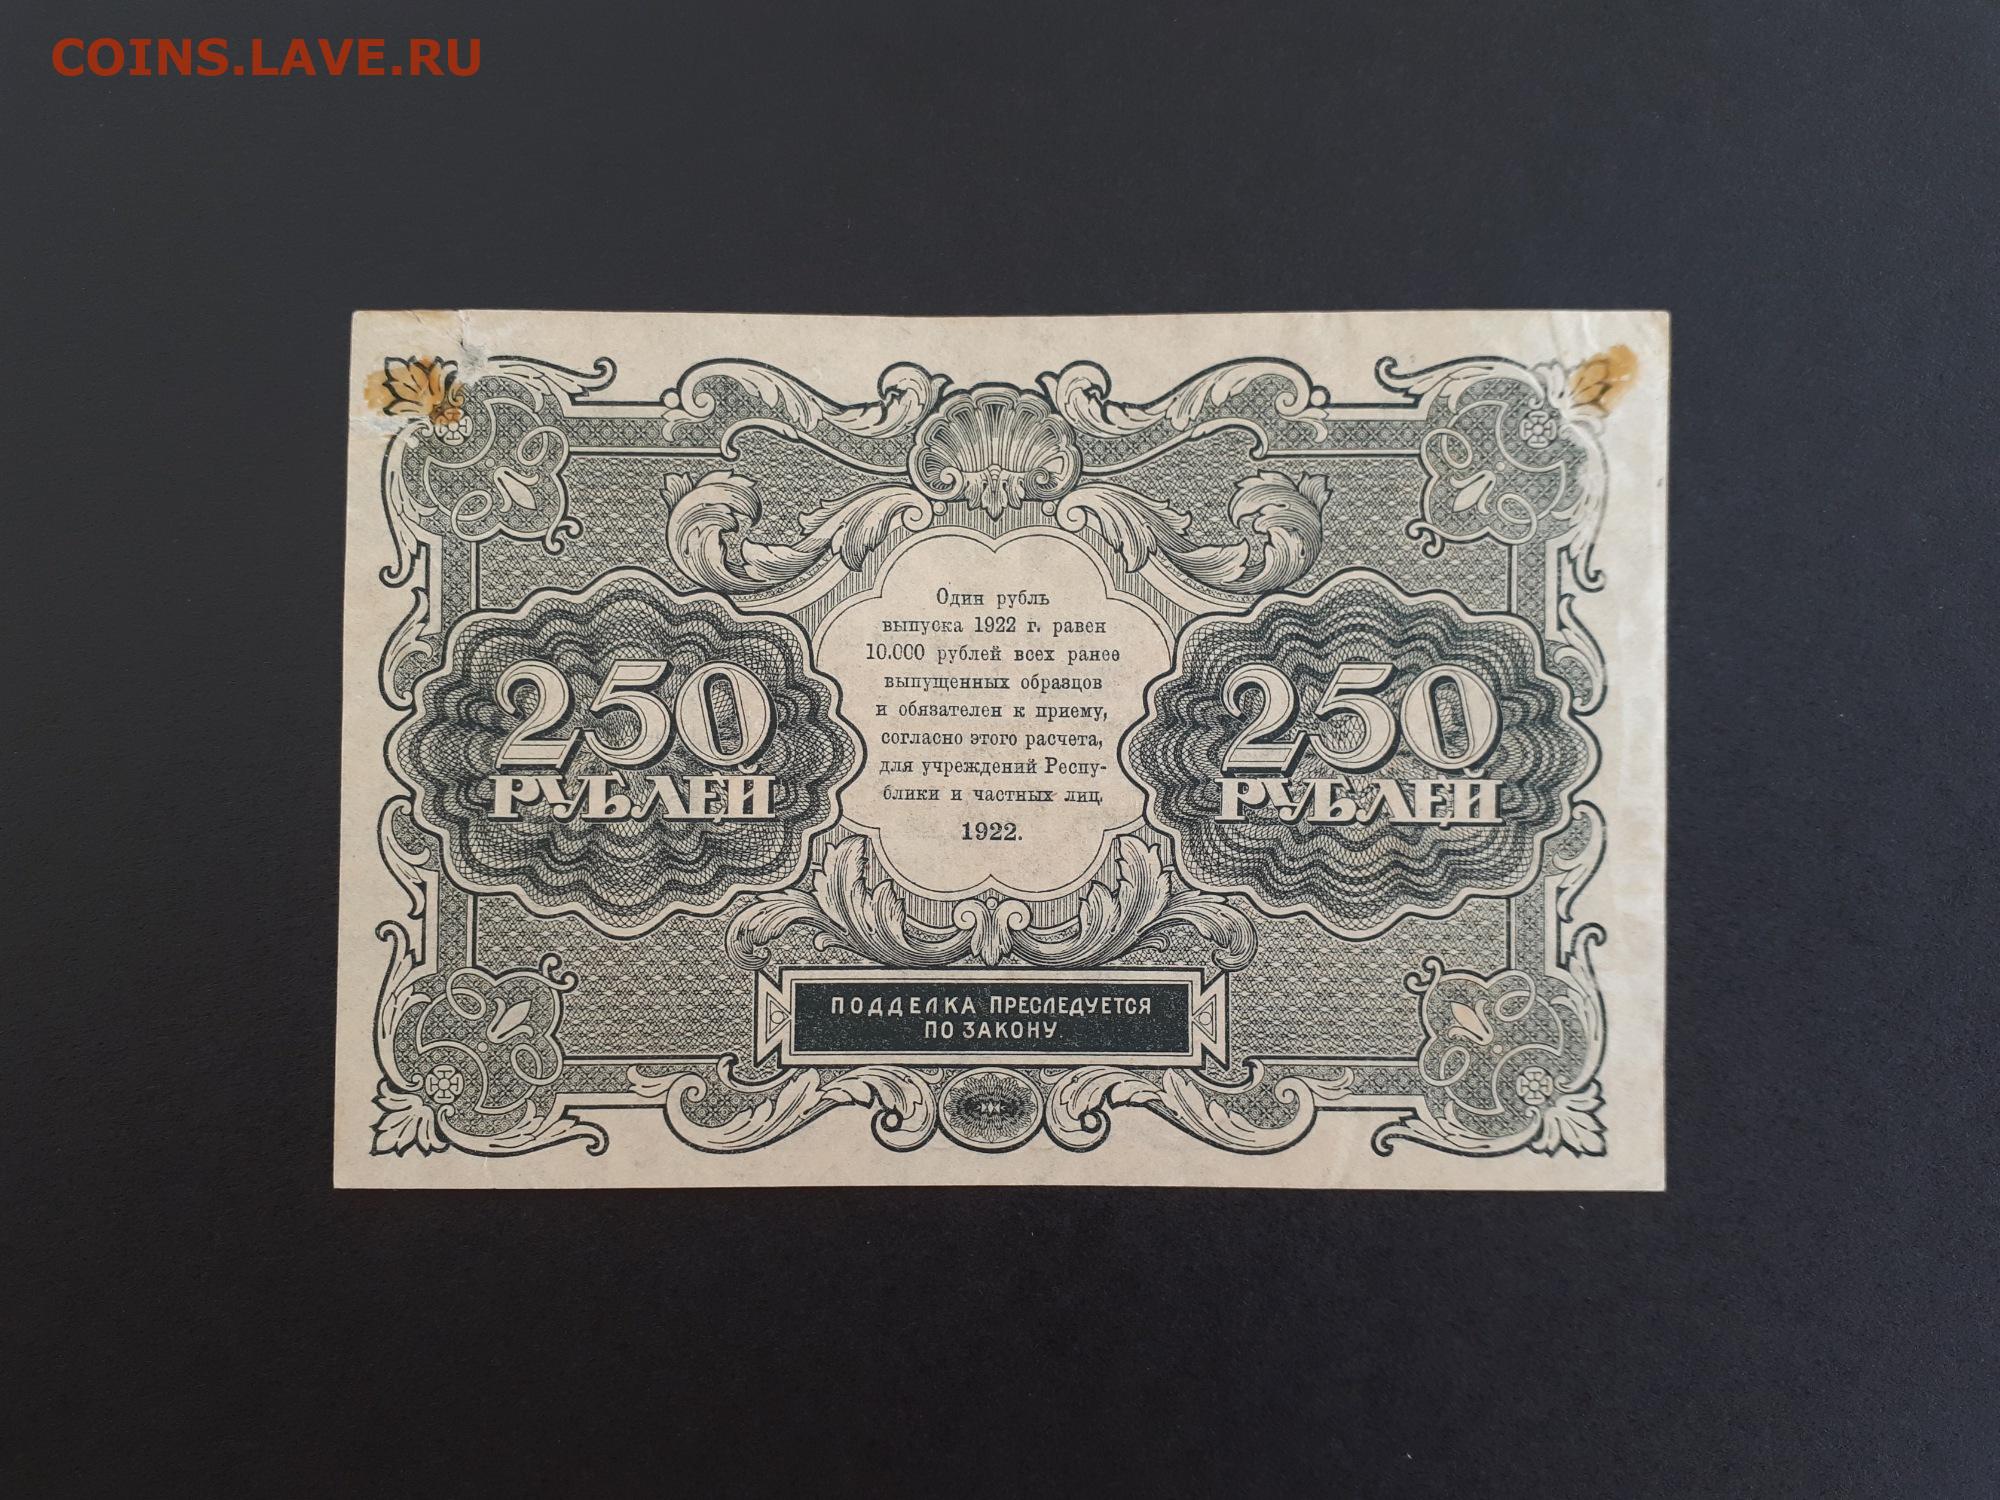 COINS.LAVE.RU
Один рубль
выпуска 1922 г. равен
10.000 рублей всех ранее
выпущенных образцов
и обязателен к приему,
согласно этого расчета,
для учреждений Респу-
блики и частных лиц.
1922.
250
РУБЛЕЙ
250
РУБЛЕЙ
ПОДДЕЛКА ПРЕСЛЕДУЕТСЯ
ПО ЗАКОНУ.